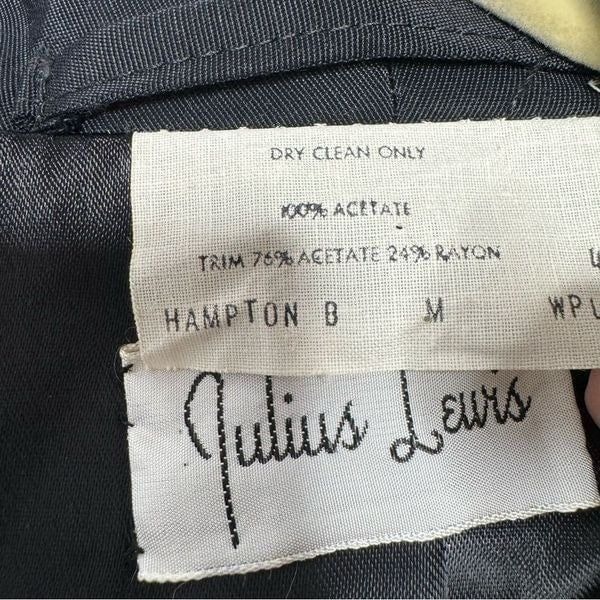 DRY CLEAN ONLY
100% ACETATE
TRIM 76% ACETATE 24% RAYON
HAMPTON B M WPL
Julius Lewis